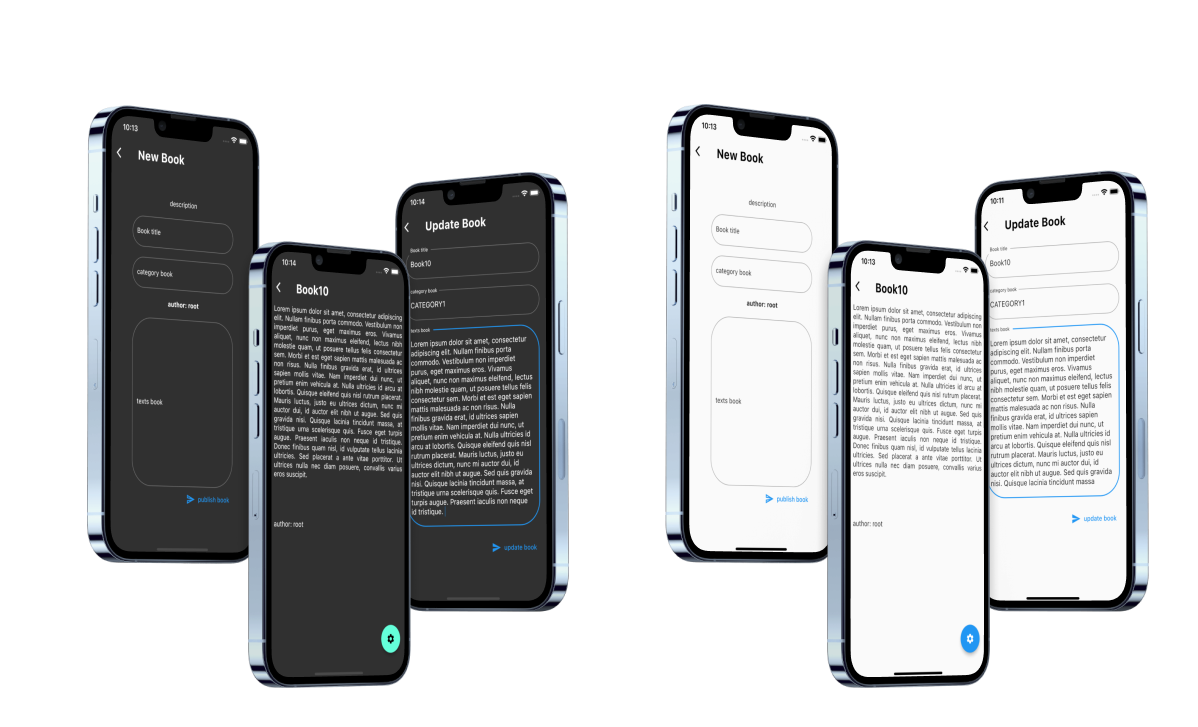 10:13
New Book
description
Book title
category book
author: root
texts book
publish book
10:14
Book10
Lorem ipsum dolor sit amet, consectetur adipiscing
elit. Nullam finibus porta commodo. Vestibulum non
imperdiet purus, eget maximus eros. Vivamus
aliquet, nunc non maximus eleifend, lectus nibh
molestie quam, ut posuere tellus felis consectetur
sem. Morbi et est eget sapien mattis malesuada ac
non risus. Nulla finibus gravida erat, id ultrices
sapien mollis vitae. Nam imperdiet dui nunc, ut
pretium enim vehicula at. Nulla ultricies id arcu at
lobortis. Quisque eleifend quis nisl rutrum placerat.
Mauris luctus, justo eu ultrices dictum, nunc mi
auctor dui, id auctor elit nibh ut augue. Sed quis
gravida nisi. Quisque lacinia tincidunt massa, at
tristique urna scelerisque quis. Fusce eget turpis
augue. Praesent iaculis non neque id tristique.
Donec finibus quam nisl, id vulputate tellus iaculis
ultricies. Sed placerat a ante vitae porttitor. Ut
ultrices nulla nec diam posuere, convallis varius
eros suscipit.
author: root
10:14
Update Book
Book title
Book10
category book
CATEGORY1
texts book
Lorem ipsum dolor sit amet, consectetur
adipiscing elit. Nullam finibus porta
commodo. Vestibulum non imperdiet
purus, eget maximus eros. Vivamus
aliquet, nunc non maximus eleifend, lectus
nibh molestie quam, ut posuere tellus felis
consectetur sem. Morbi et est eget sapien
mattis malesuada ac non risus. Nulla
finibus gravida erat, id ultrices sapien
mollis vitae. Nam imperdiet dui nunc, ut
pretium enim vehicula at. Nulla ultricies id
arcu at lobortis. Quisque eleifend quis nisl
rutrum placerat. Mauris luctus, justo eu
ultrices dictum, nunc mi auctor dui, id
auctor elit nibh ut augue. Sed quis gravida
nisi. Quisque lacinia tincidunt massa, at
tristique urna scelerisque quis. Fusce eget
turpis augue. Praesent iaculis non neque
id tristique.
update book
10:13
New Book
description
Book title
category book
author: root
texts book
publish book
10:13
Book10
Lorem ipsum dolor sit amet, consectetur adipiscing
elit. Nullam finibus porta commodo. Vestibulum non
imperdiet purus, eget maximus eros. Vivamus
aliquet, nunc non maximus eleifend, lectus nibh
molestie quam, ut posuere tellus felis consectetur
sem. Morbi et est eget sapien mattis malesuada ac
non risus. Nulla finibus gravida erat, id ultrices
sapien mollis vitae. Nam imperdiet dui nunc, ut
pretium enim vehicula at. Nulla ultricies id arcu at
lobortis. Quisque eleifend quis nisl rutrum placerat.
Mauris luctus, justo eu ultrices dictum, nunc mi
auctor dui, id auctor elit nibh ut augue. Sed quis
gravida nisi. Quisque lacinia tincidunt massa, at
tristique urna scelerisque quis. Fusce eget turpis
augue. Praesent iaculis non neque id tristique.
Donec finibus quam nisl, id vulputate tellus iaculis
ultricies. Sed placerat a ante vitae porttitor. Ut
ultrices nulla nec diam posuere, convallis varius
eros suscipit.
author: root
10:11
Update Book
Book title
Book10
category book
CATEGORY1
texts book
Lorem ipsum dolor sit amet, consectetur
adipiscing elit. Nullam finibus porta
commodo. Vestibulum non imperdiet
purus, eget maximus eros. Vivamus
aliquet, nunc non maximus eleifend, lectus
nibh molestie quam, ut posuere tellus felis
consectetur sem. Morbi et est eget sapien
mattis malesuada ac non risus. Nulla
finibus gravida erat, id ultrices sapien
mollis vitae. Nam imperdiet dui nunc, ut
pretium enim vehicula at. Nulla ultricies id
arcu at lobortis. Quisque eleifend quis nisl
rutrum placerat. Mauris luctus, justo eu
ultrices dictum, nunc mi auctor dui, id
auctor elit nibh ut augue. Sed quis gravida
nisi. Quisque lacinia tincidunt massa
update book